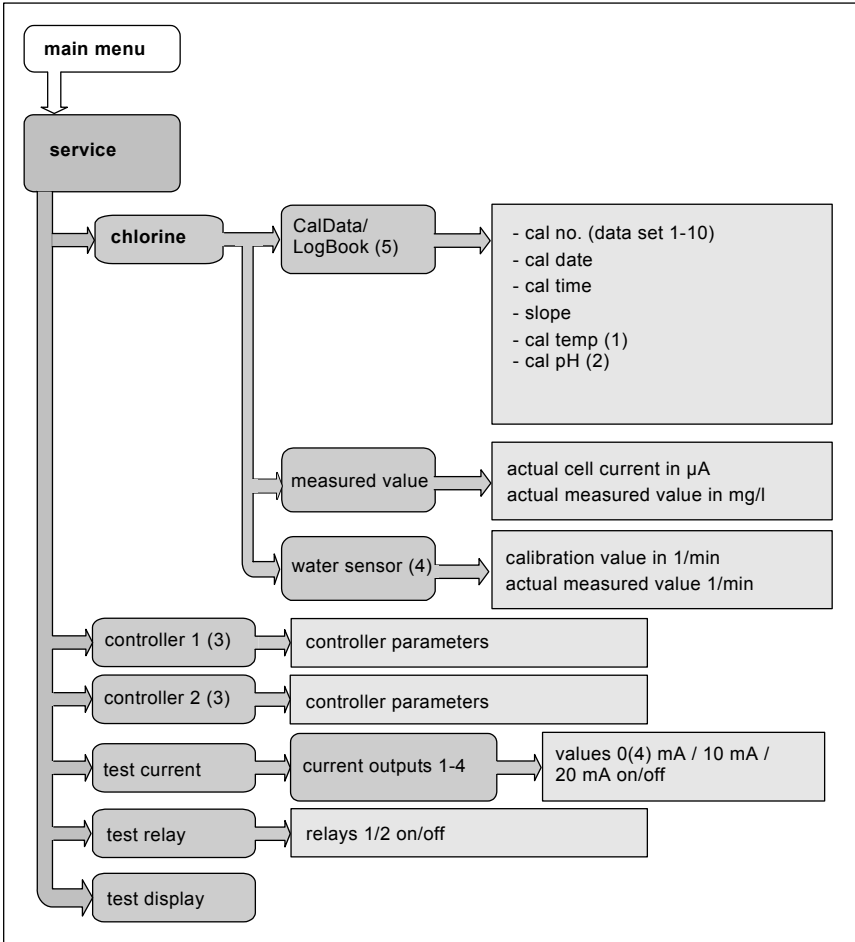 main menu
service
chlorine
CalData/
LogBook (5)
- cal no. (data set 1-10)
- cal date
- cal time
- slope
- cal temp (1)
- cal pH (2)
measured value
actual cell current in µA
actual measured value in mg/l
water sensor (4)
calibration value in 1/min
actual measured value 1/min
controller 1 (3)
controller parameters
controller 2 (3)
controller parameters
test current
current outputs 1-4
values 0(4) mA / 10 mA /
20 mA on/off
test relay
relays 1/2 on/off
test display